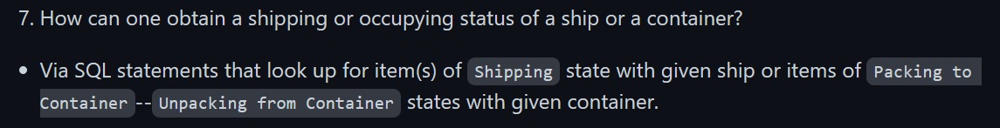 7. How can one obtain a shipping or occupying status of a ship or a container?
• Via SQL statements that look up for item(s) of Shipping state with given ship or items of Packing to
Container -- Unpacking from Container states with given container.